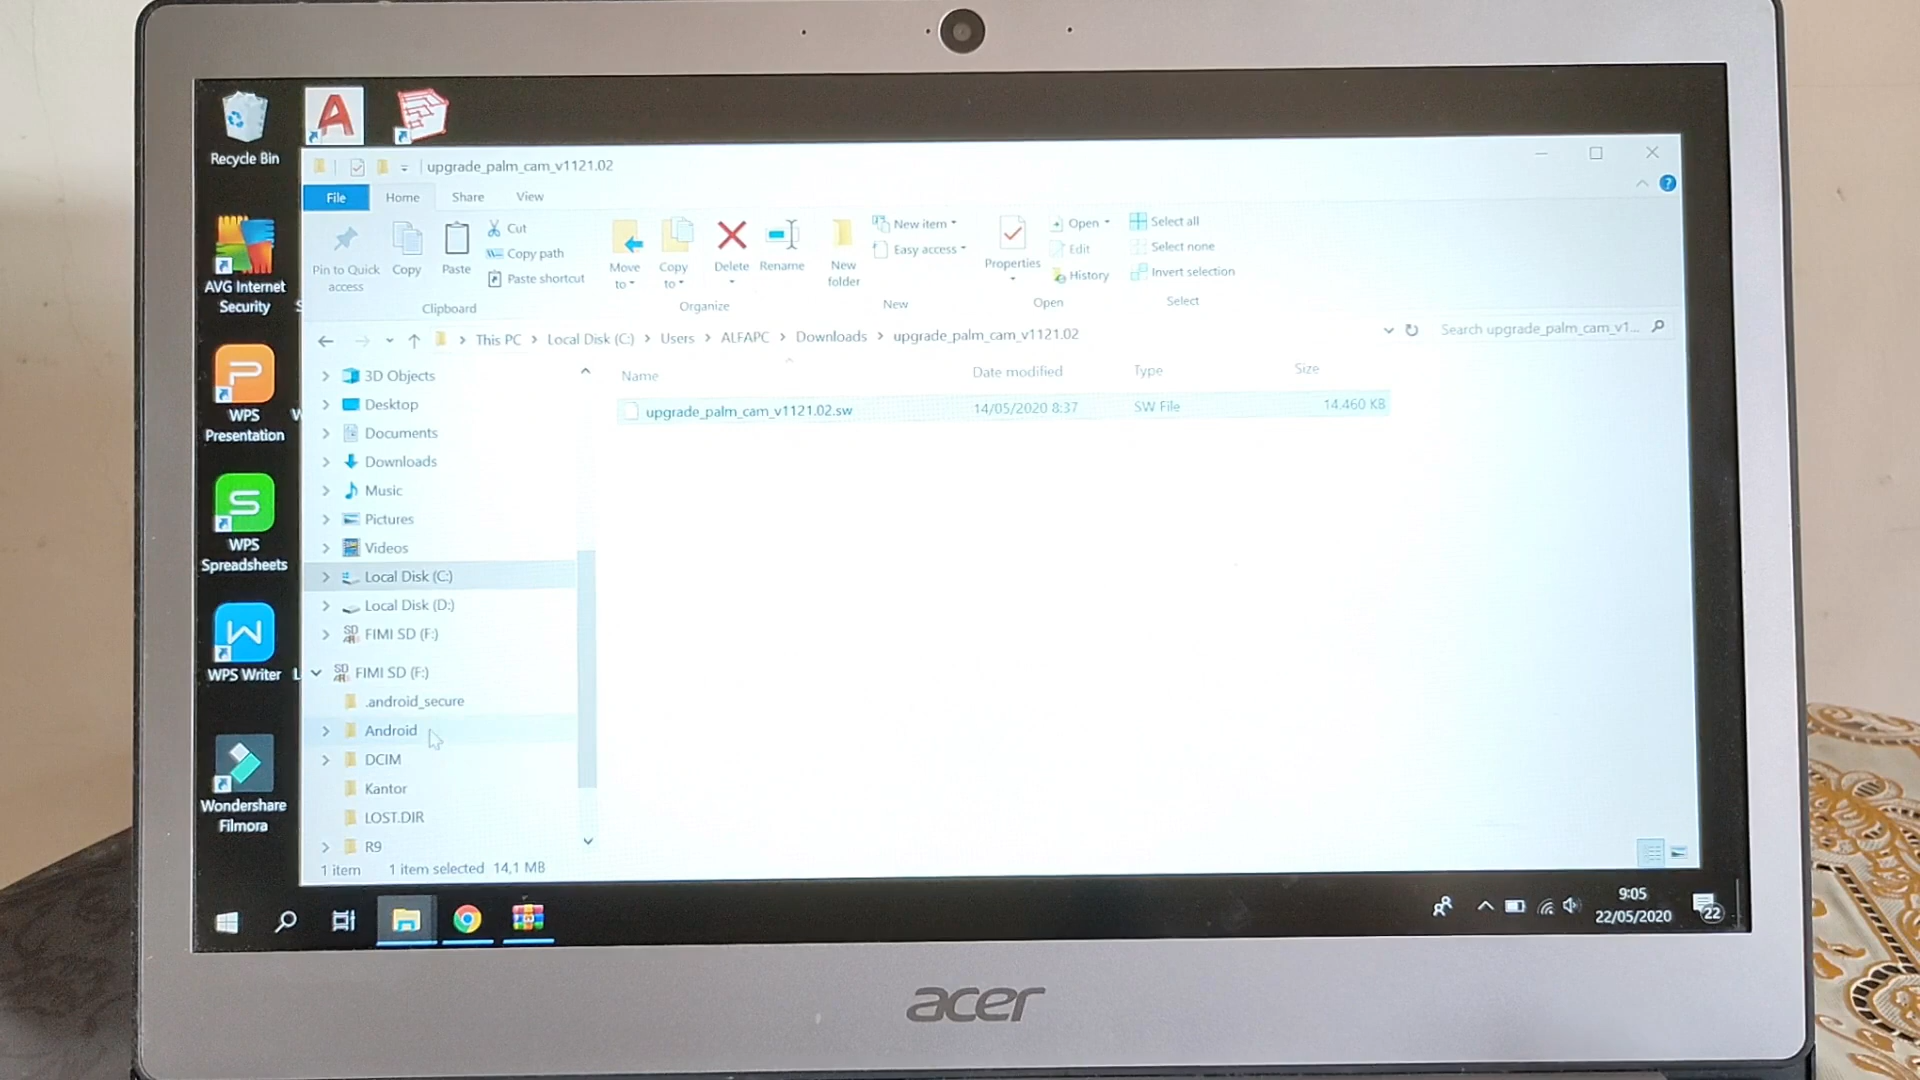 Recycle Bin
AVG Internet
Security
WPS
Presentation
WPS
Spreadsheets
WPS Writer
Wondershare
Filmora
upgrade_palm_cam_v1121.02
File Home Share View
Pin to Quick
access
Copy
Paste
Cut
Copy path
Paste shortcut
Clipboard
Move
to
Copy
to
Delete
Rename
Organize
New
folder
New item
Easy access
New
Properties
Open
Edit
History
Open
Select all
Select none
Invert selection
Select
This PC > Local Disk (C:) > Users > ALFAPC > Downloads > upgrade_palm_cam_v1121.02
Search upgrade_palm_cam_v1...
3D Objects
Desktop
Documents
Downloads
Music
Pictures
Videos
Local Disk (C:)
Local Disk (D:)
FIMI SD (F:)
FIMI SD (F:)
.android_secure
Android
DCIM
Kantor
LOST.DIR
R9
Name Date modified Type Size
upgrade_palm_cam_v1121.02.sw 14/05/2020 8:37 SW File 14.460 KB
1 item 1 item selected 14,1 MB
9:05
22/05/2020
22
acer